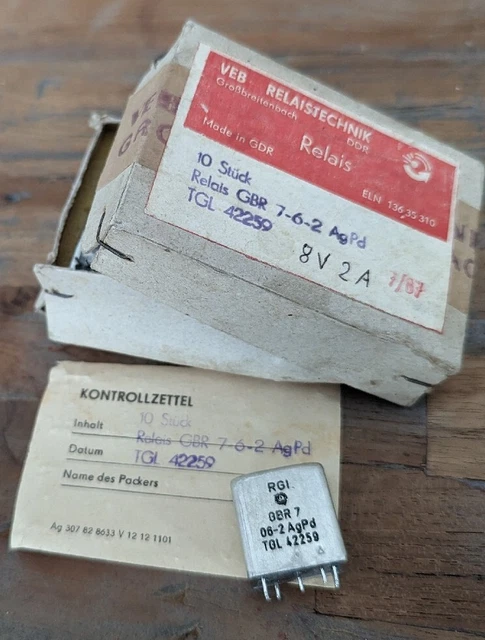 VEB RELAISTECHNIK
Großbreitenbach DDR
Relais
Made in GDR
ELN 136.35.310
10 Stück
Relais GBR 7-6-2 AgPd
TGL 42259
8V 2A 7/87
KONTROLLZETTEL
Inhalt 10 Stück
Relais GBR 7-6-2 AgPd
Datum TGL 42259
Name des Packers
Ag 307 82 8633 V 12 12 1101
RGL
GBR 7
06-2 AgPd
TGL 42259